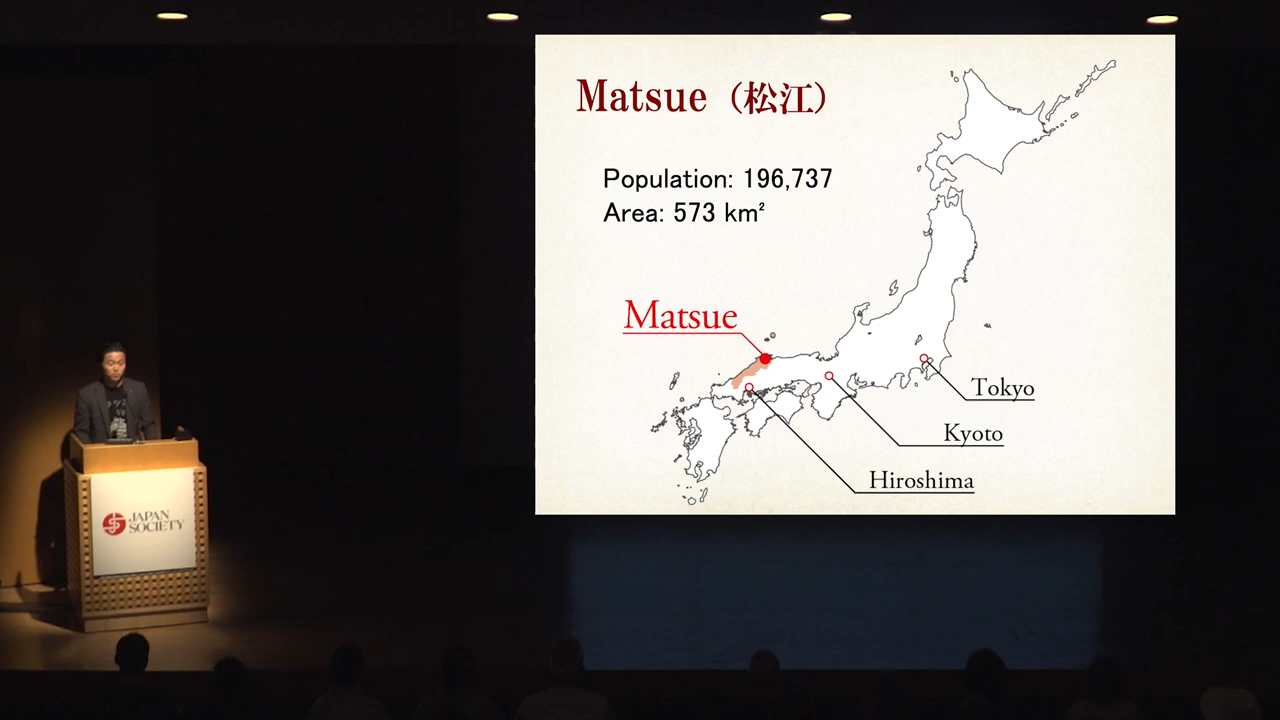 Matsue（松江）
Population: 196,737
Area: 573 km²
Matsue
Tokyo
Kyoto
Hiroshima
JAPAN
SOCIETY